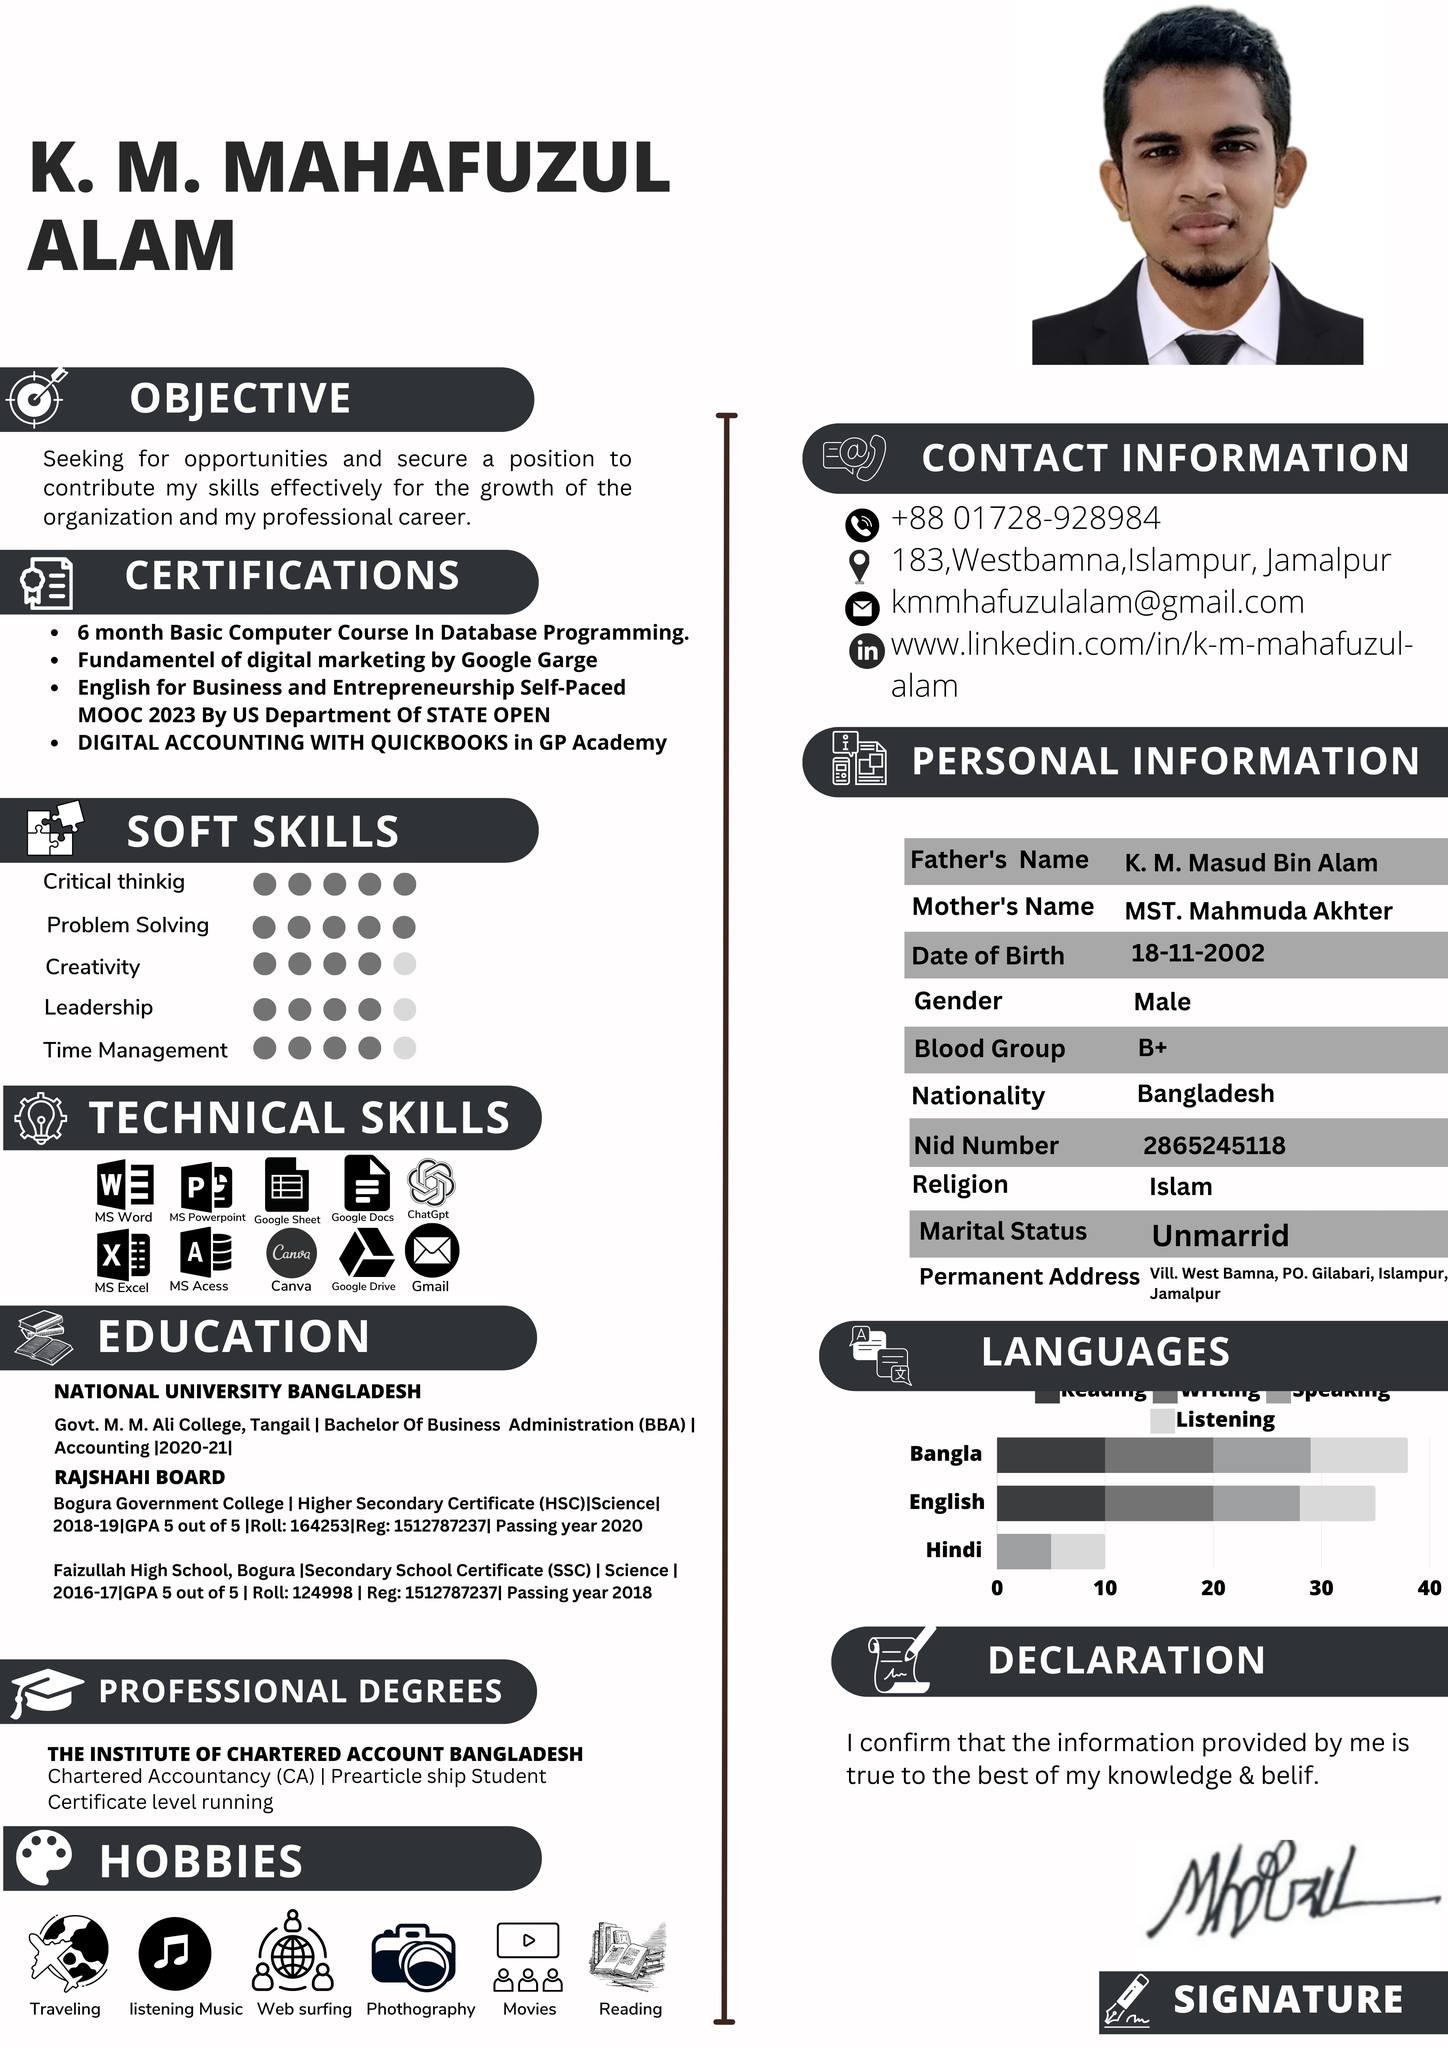 K. M. MAHAFUZUL
ALAM
OBJECTIVE
Seeking for opportunities and secure a position to
contribute my skills effectively for the growth of the
organization and my professional career.
CERTIFICATIONS
• 6 month Basic Computer Course In Database Programming.
• Fundamentel of digital marketing by Google Garge
• English for Business and Entrepreneurship Self-Paced
MOOC 2023 By US Department Of STATE OPEN
• DIGITAL ACCOUNTING WITH QUICKBOOKS in GP Academy
SOFT SKILLS
Critical thinkig
Problem Solving
Creativity
Leadership
Time Management
TECHNICAL SKILLS
MS Word MS Powerpoint Google Sheet Google Docs ChatGpt
Canva
MS Excel MS Acess Canva Google Drive Gmail
EDUCATION
NATIONAL UNIVERSITY BANGLADESH
Govt. M. M. Ali College, Tangail | Bachelor Of Business Administration (BBA) |
Accounting |2020-21|
RAJSHAHI BOARD
Bogura Government College | Higher Secondary Certificate (HSC)|Science|
2018-19|GPA 5 out of 5 |Roll: 164253|Reg: 1512787237| Passing year 2020
Faizullah High School, Bogura |Secondary School Certificate (SSC) | Science |
2016-17|GPA 5 out of 5 | Roll: 124998 | Reg: 1512787237| Passing year 2018
PROFESSIONAL DEGREES
THE INSTITUTE OF CHARTERED ACCOUNT BANGLADESH
Chartered Accountancy (CA) | Prearticle ship Student
Certificate level running
HOBBIES
Traveling listening Music Web surfing Phothography Movies Reading
CONTACT INFORMATION
+88 01728-928984
183,Westbamna,Islampur, Jamalpur
kmmhafuzulalam@gmail.com
www.linkedin.com/in/k-m-mahafuzul-
alam
PERSONAL INFORMATION
Father's Name K. M. Masud Bin Alam
Mother's Name MST. Mahmuda Akhter
Date of Birth 18-11-2002
Gender Male
Blood Group B+
Nationality Bangladesh
Nid Number 2865245118
Religion Islam
Marital Status Unmarrid
Permanent Address Vill. West Bamna, PO. Gilabari, Islampur,
Jamalpur
LANGUAGES
Reading Writing Speaking
Listening
Bangla
English
Hindi
0 10 20 30 40
DECLARATION
I confirm that the information provided by me is
true to the best of my knowledge & belif.
SIGNATURE